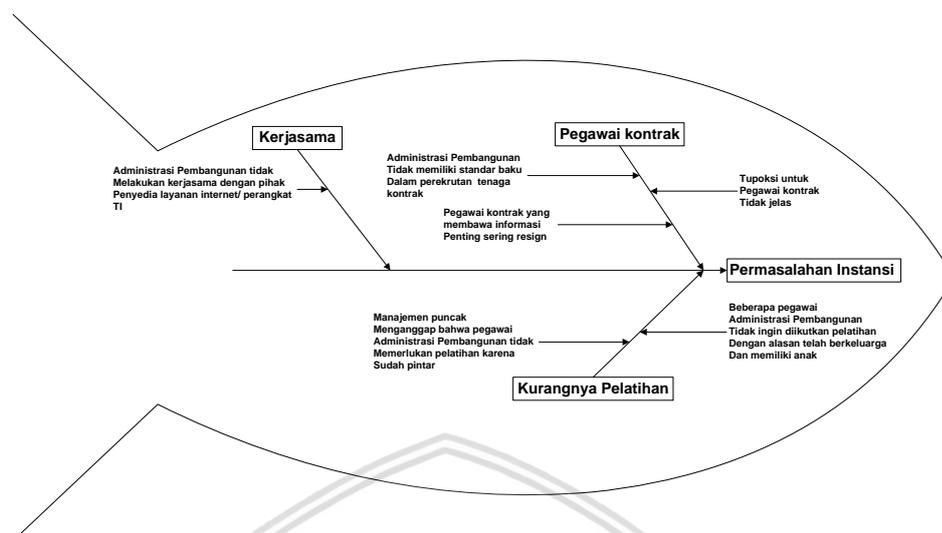 Kerjasama
Administrasi Pembangunan tidak
Melakukan kerjasama dengan pihak
Penyedia layanan internet/ perangkat
TI
Pegawai kontrak
Administrasi Pembangunan
Tidak memiliki standar baku
Dalam perekrutan tenaga
kontrak
Pegawai kontrak yang
membawa informasi
Penting sering resign
Tupoksi untuk
Pegawai kontrak
Tidak jelas
Permasalahan Instansi
Manajemen puncak
Menganggap bahwa pegawai
Administrasi Pembangunan tidak
Memerlukan pelatihan karena
Sudah pintar
Beberapa pegawai
Administrasi Pembangunan
Tidak ingin diikutkan pelatihan
Dengan alasan telah berkeluarga
Dan memiliki anak
Kurangnya Pelatihan